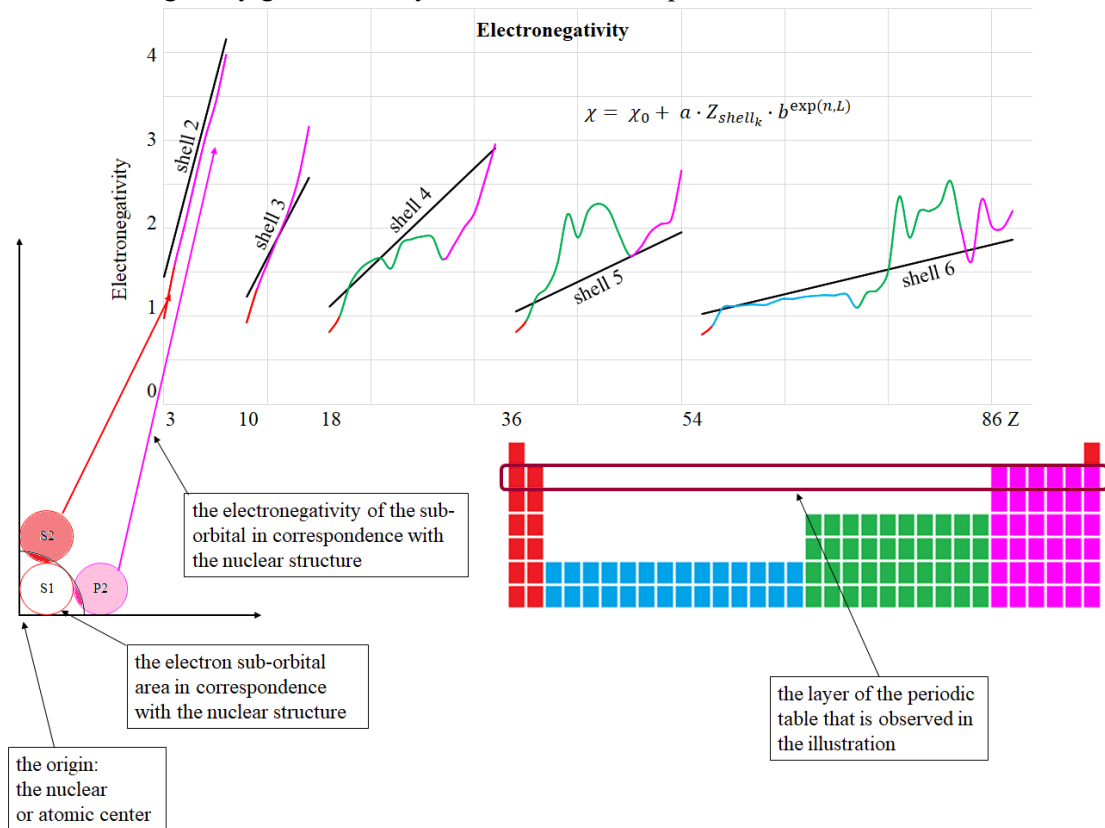 Electronegativity
χ = χ₀ + a · Z_shellₖ · b^exp(n,L)
Electronegativity
4
3
2
1
0
shell 2
shell 3
shell 4
shell 5
shell 6
3 10 18 36 54 86 Z
the electronegativity of the sub-
orbital in correspondence with
the nuclear structure
S2
S1 P2
the electron sub-orbital
area in correspondence
with the nuclear structure
the layer of the periodic
table that is observed in
the illustration
the origin:
the nuclear
or atomic center